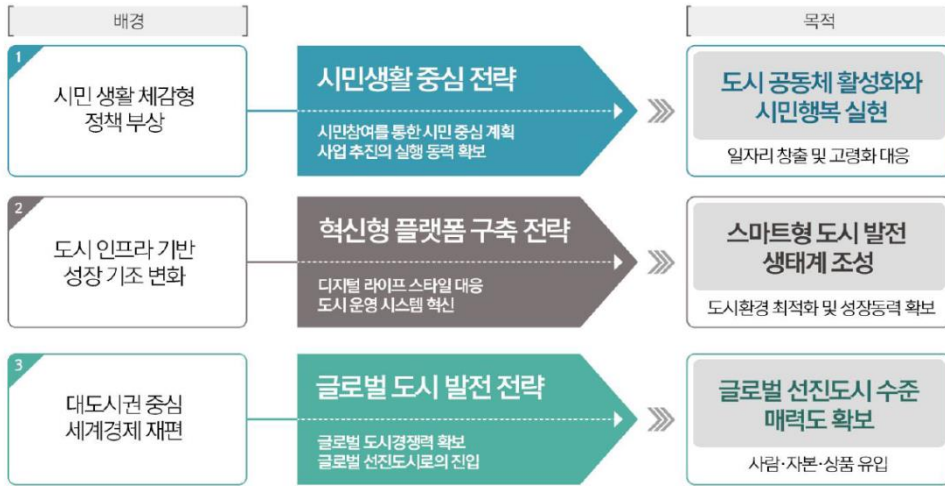 배경
목적
1
시민 생활 체감형
정책 부상
시민생활 중심 전략
시민참여를 통한 시민 중심 계획
사업 추진의 실행 동력 확보
도시 공동체 활성화와
시민행복 실현
일자리 창출 및 고령화 대응
2
도시 인프라 기반
성장 기조 변화
혁신형 플랫폼 구축 전략
디지털 라이프 스타일 대응
도시 운영 시스템 혁신
스마트형 도시 발전
생태계 조성
도시환경 최적화 및 성장동력 확보
3
대도시권 중심
세계경제 재편
글로벌 도시 발전 전략
글로벌 도시경쟁력 확보
글로벌 선진도시로의 진입
글로벌 선진도시 수준
매력도 확보
사람·자본·상품 유입